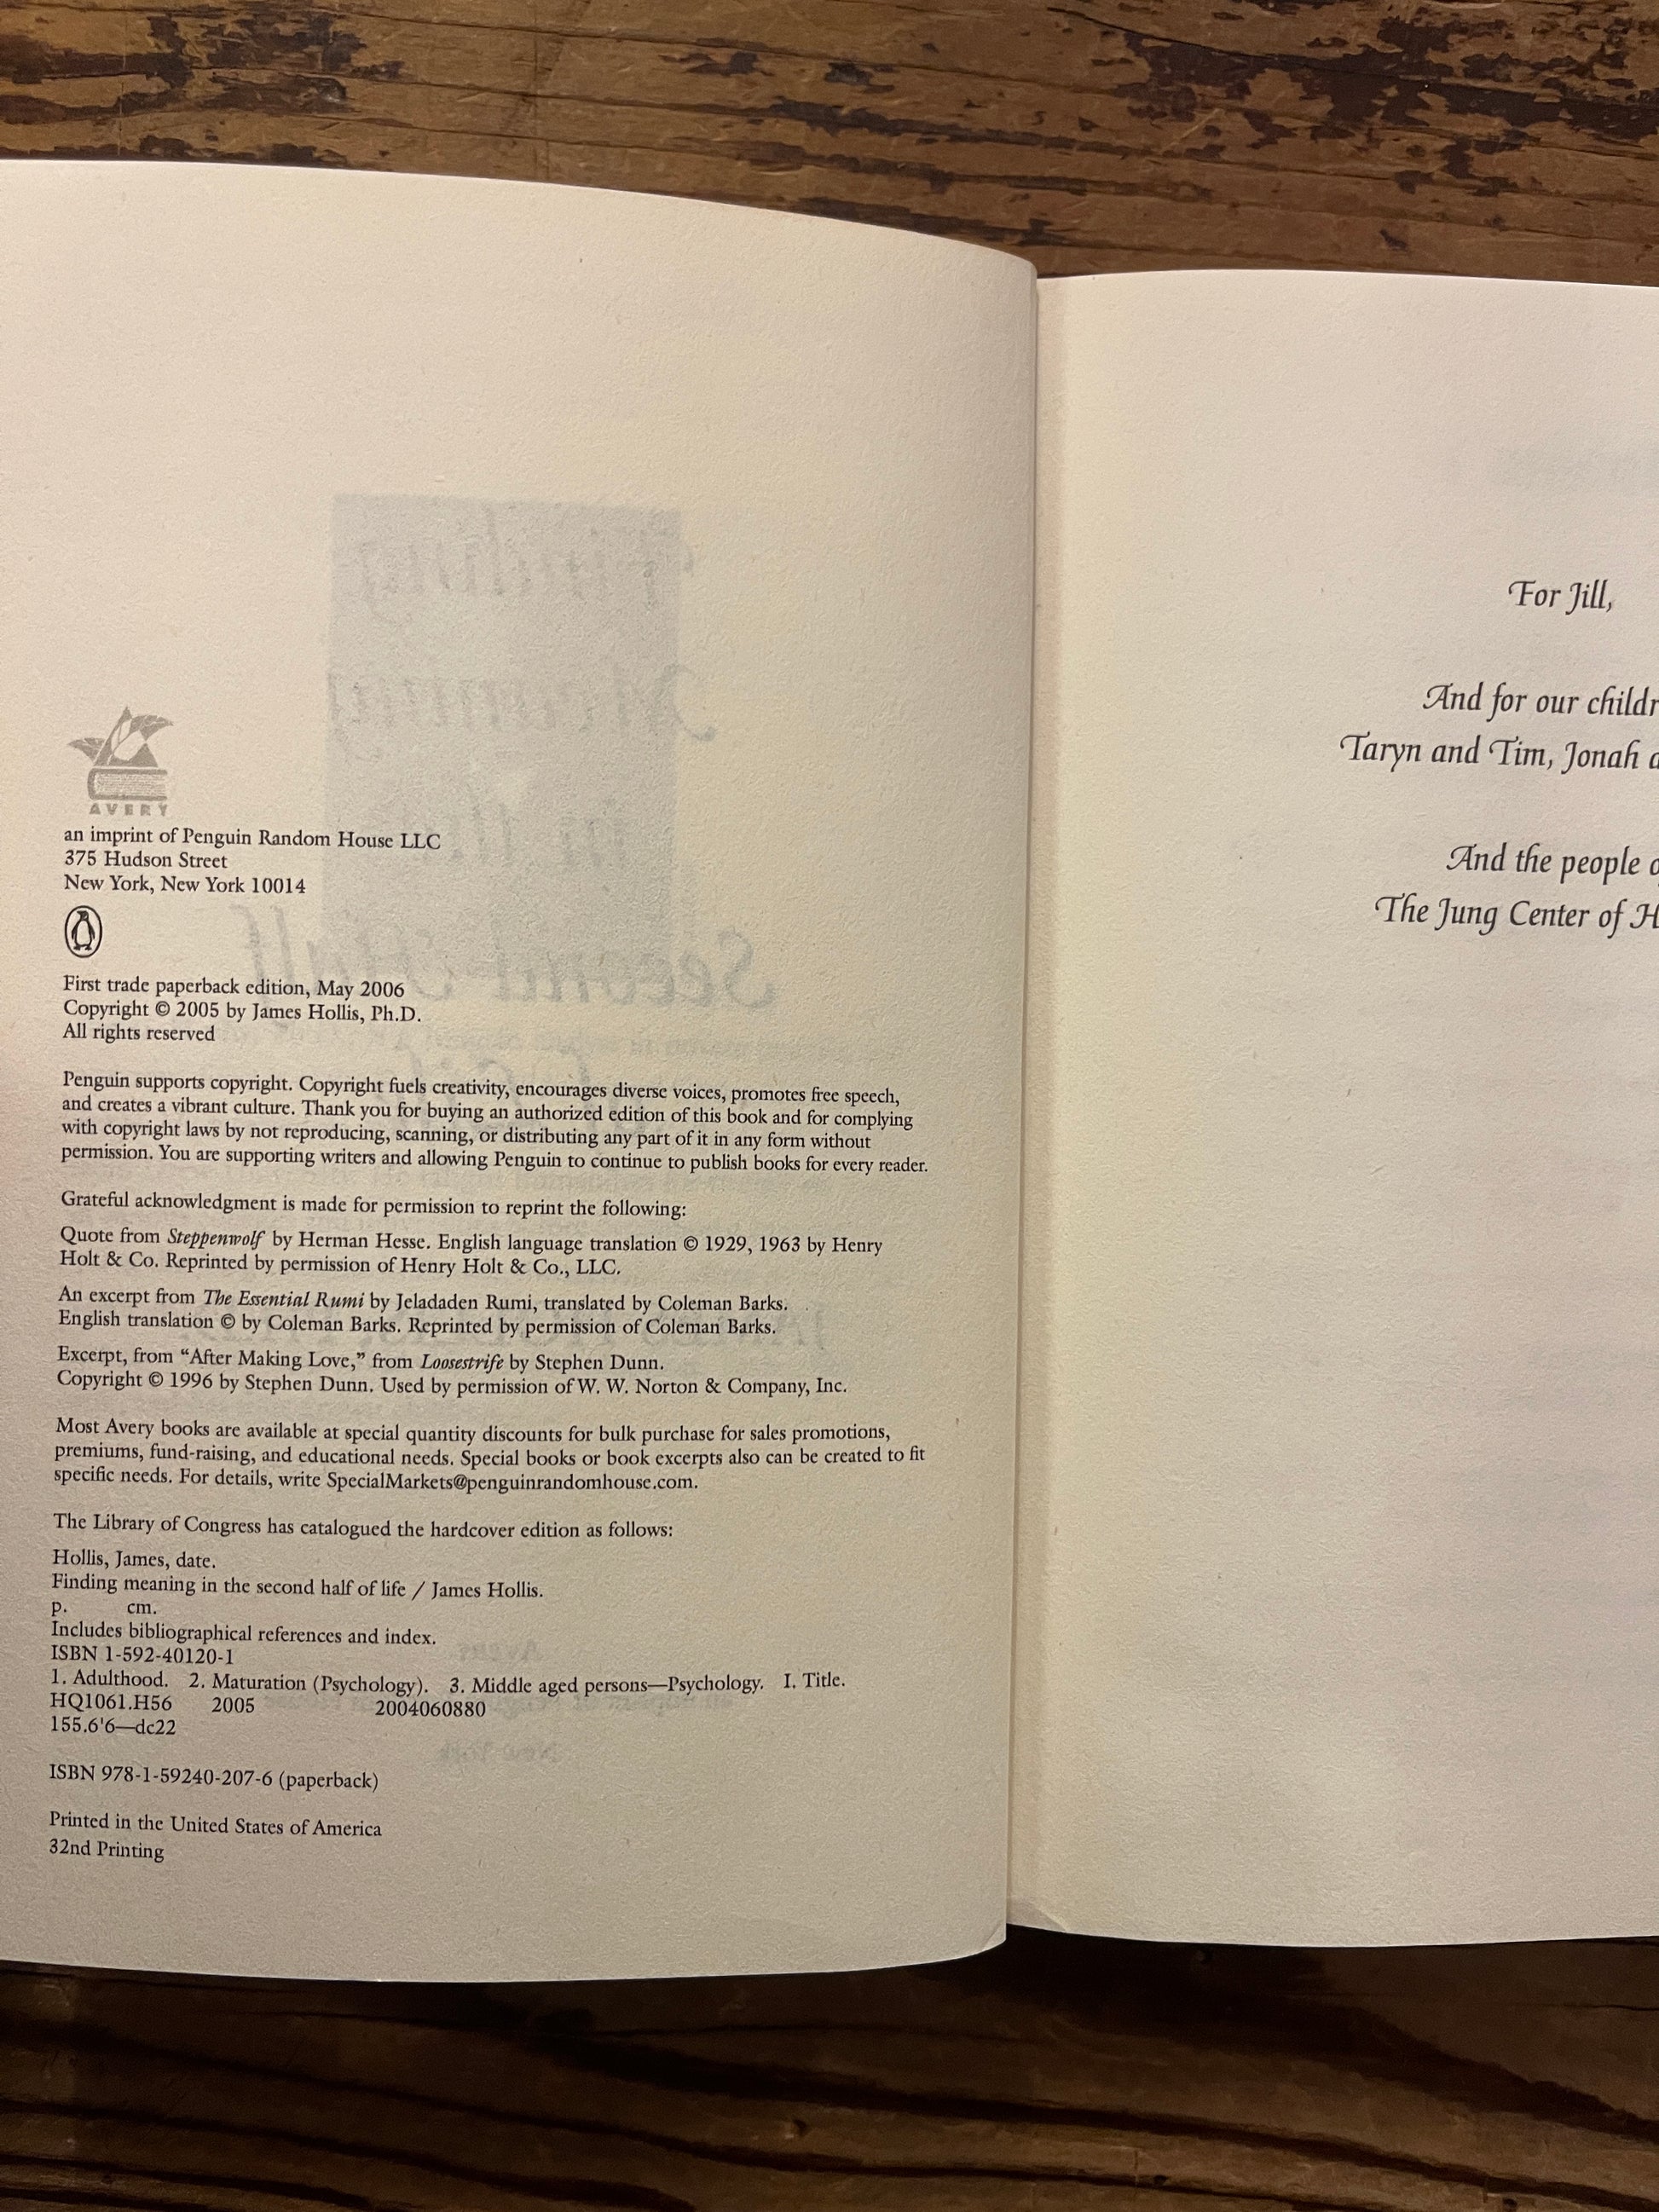 AVERY
an imprint of Penguin Random House LLC
375 Hudson Street
New York, New York 10014
First trade paperback edition, May 2006
Copyright © 2005 by James Hollis, Ph.D.
All rights reserved
Penguin supports copyright. Copyright fuels creativity, encourages diverse voices, promotes free speech,
and creates a vibrant culture. Thank you for buying an authorized edition of this book and for complying
with copyright laws by not reproducing, scanning, or distributing any part of it in any form without
permission. You are supporting writers and allowing Penguin to continue to publish books for every reader.
Grateful acknowledgment is made for permission to reprint the following:
Quote from Steppenwolf by Herman Hesse. English language translation © 1929, 1963 by Henry
Holt & Co. Reprinted by permission of Henry Holt & Co., LLC.
An excerpt from The Essential Rumi by Jeladaden Rumi, translated by Coleman Barks.
English translation © by Coleman Barks. Reprinted by permission of Coleman Barks.
Excerpt, from “After Making Love,” from Loosestrife by Stephen Dunn.
Copyright © 1996 by Stephen Dunn. Used by permission of W. W. Norton & Company, Inc.
Most Avery books are available at special quantity discounts for bulk purchase for sales promotions,
premiums, fund-raising, and educational needs. Special books or book excerpts also can be created to fit
specific needs. For details, write SpecialMarkets@penguinrandomhouse.com.
The Library of Congress has catalogued the hardcover edition as follows:
Hollis, James, date.
Finding meaning in the second half of life / James Hollis.
p. cm.
Includes bibliographical references and index.
ISBN 1-592-40120-1
1. Adulthood. 2. Maturation (Psychology). 3. Middle aged persons—Psychology. I. Title.
HQ1061.H56 2005 2004060880
155.6'6—dc22
ISBN 978-1-59240-207-6 (paperback)
Printed in the United States of America
32nd Printing
For Jill,
And for our childr
Taryn and Tim, Jonah a
And the people o
The Jung Center of H